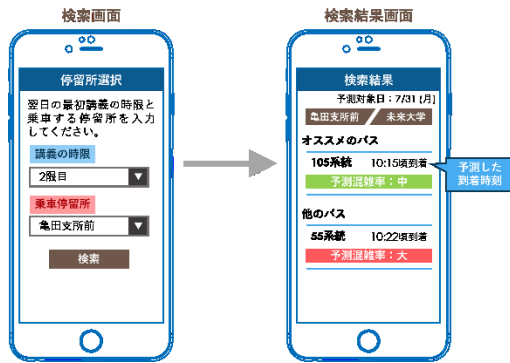 検索画面
停留所選択
翌日の最初講義の時限と
乗車する停留所を入力
してください。
講義の時限
2限目
乗車停留所
亀田支所前
検索
検索結果画面
検索結果
予測対象日:7/31 (月)
亀田支所前 未来大学
オススメのバス
105系統 10:15頃到着
予測混雑率:中
他のバス
55系統 10:22頃到着
予測混雑率:大
予測した
到着時刻